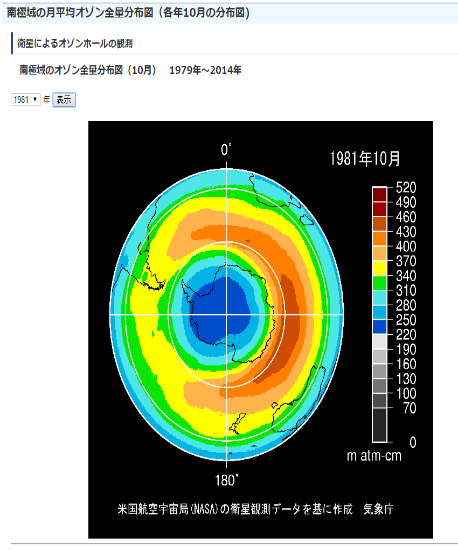 南極域の月平均オゾン全量分布図（各年10月の分布図）
衛星によるオゾンホールの観測
南極域のオゾン全量分布図（10月） 1979年～2014年
1981 ▼ 年 表示
0°
1981年10月
520
490
460
430
400
370
340
310
280
250
220
190
160
130
100
70
0
m atm-cm
180°
米国航空宇宙局(NASA)の衛星観測データを基に作成 気象庁